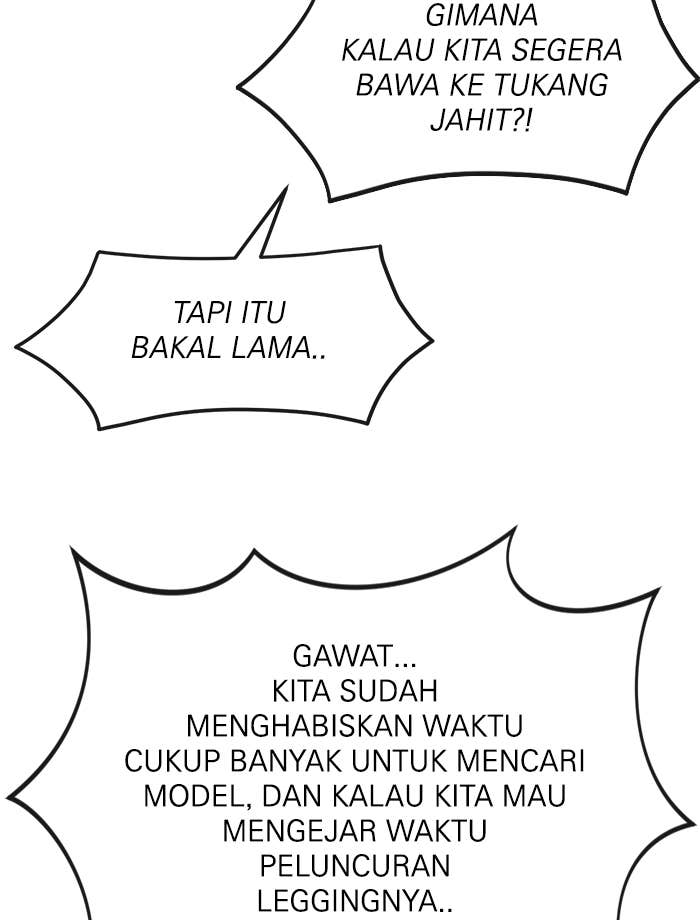 GIMANA
KALAU KITA SEGERA
BAWA KE TUKANG
JAHIT?!
TAPI ITU
BAKAL LAMA..
GAWAT...
KITA SUDAH
MENGHABISKAN WAKTU
CUKUP BANYAK UNTUK MENCARI
MODEL, DAN KALAU KITA MAU
MENGEJAR WAKTU
PELUNCURAN
LEGGINGNYA..